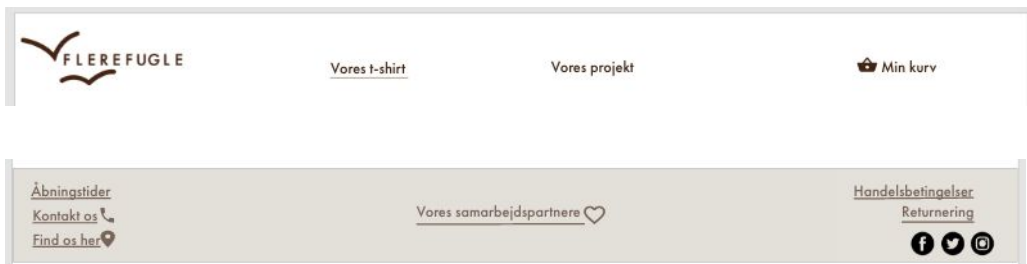 FLEREFUGLE
Vores t-shirt
Vores projekt
Min kurv
Åbningstider
Kontakt os
Find os her
Vores samarbejdspartnere
Handelsbetingelser
Returnering